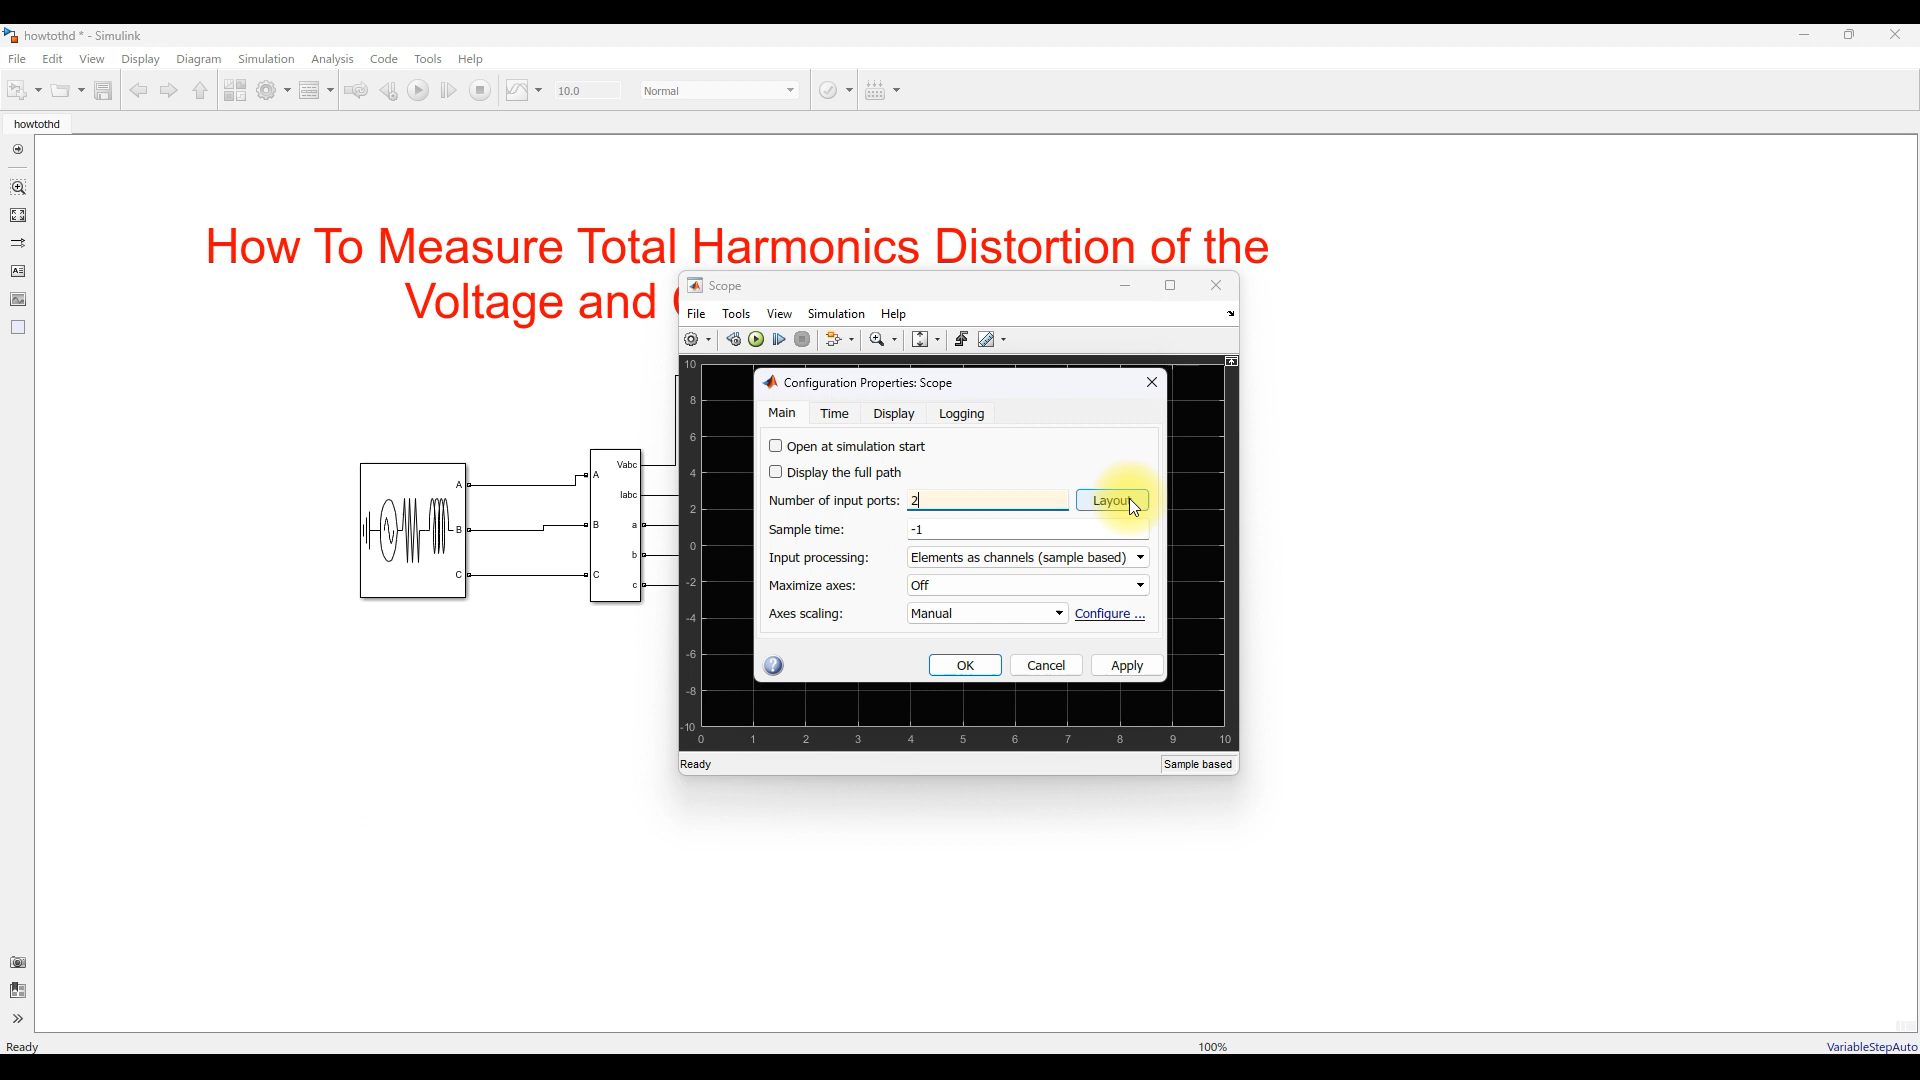 howtothd * - Simulink
File Edit View Display Diagram Simulation Analysis Code Tools Help
10.0 Normal
howtothd
How To Measure Total Harmonics Distortion of the
Voltage and
Scope
File Tools View Simulation Help
Configuration Properties: Scope
Main Time Display Logging
Open at simulation start
Display the full path
Number of input ports: 2 Layout
Sample time: -1
Input processing: Elements as channels (sample based)
Maximize axes: Off
Axes scaling: Manual Configure ...
OK Cancel Apply
10
8
6
4
2
0
-2
-4
-6
-8
-10
0 1 2 3 4 5 6 7 8 9 10
Ready Sample based
A
B
C
A
B
C
Vabc
Iabc
a
b
c
Ready 100% VariableStepAuto